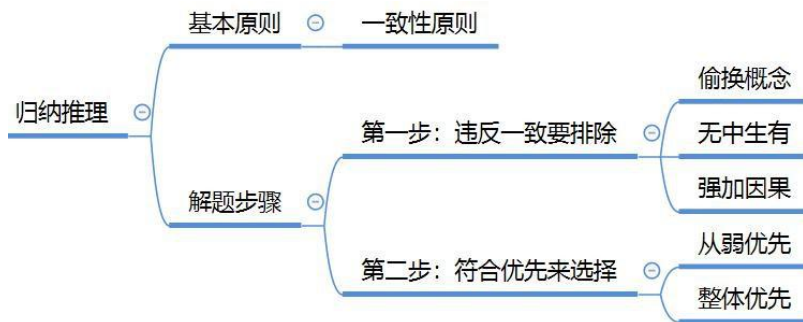 基本原则
一致性原则
归纳推理
偷换概念
第一步：违反一致要排除
无中生有
强加因果
解题步骤
从弱优先
第二步：符合优先来选择
整体优先